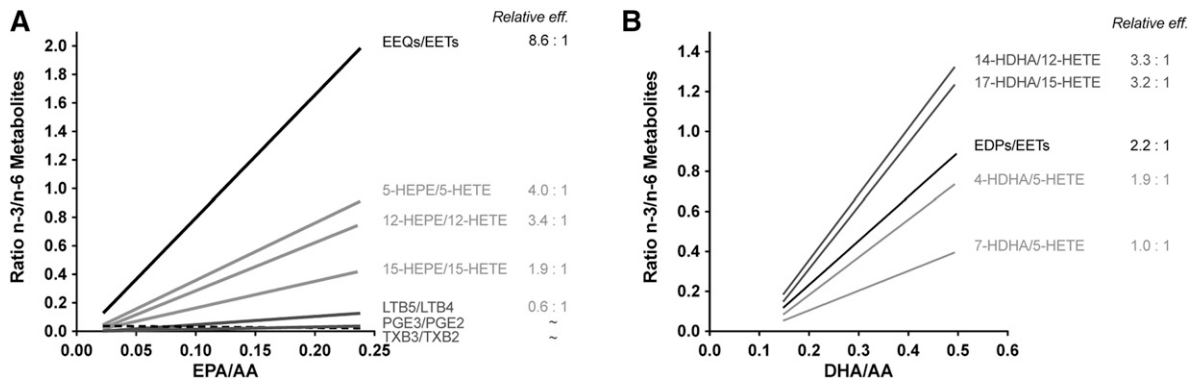 A
Relative eff.
Ratio n-3/n-6 Metabolites
2.0
1.8
1.6
1.4
1.2
1.0
0.8
0.6
0.4
0.2
0.0
0.00 0.05 0.10 0.15 0.20 0.25
EPA/AA
EEQs/EETs 8.6 : 1
5-HEPE/5-HETE 4.0 : 1
12-HEPE/12-HETE 3.4 : 1
15-HEPE/15-HETE 1.9 : 1
LTB5/LTB4 0.6 : 1
PGE3/PGE2 ~
TXB3/TXB2 ~
B
Relative eff.
Ratio n-3/n-6 Metabolites
1.4
1.2
1.0
0.8
0.6
0.4
0.2
0.0
0.0 0.1 0.2 0.3 0.4 0.5 0.6
DHA/AA
14-HDHA/12-HETE 3.3 : 1
17-HDHA/15-HETE 3.2 : 1
EDPs/EETs 2.2 : 1
4-HDHA/5-HETE 1.9 : 1
7-HDHA/5-HETE 1.0 : 1